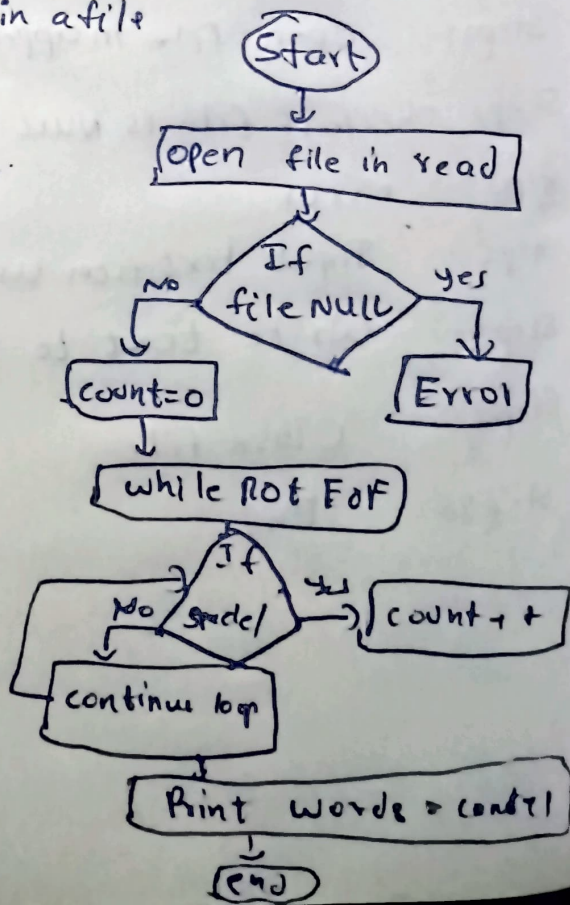 in a file
Start
open file in read
If
file NULL
No
yes
count=0
Error
while not EOF
If
space/
No
Yes
count++
continue loop
Print words = count+1
end